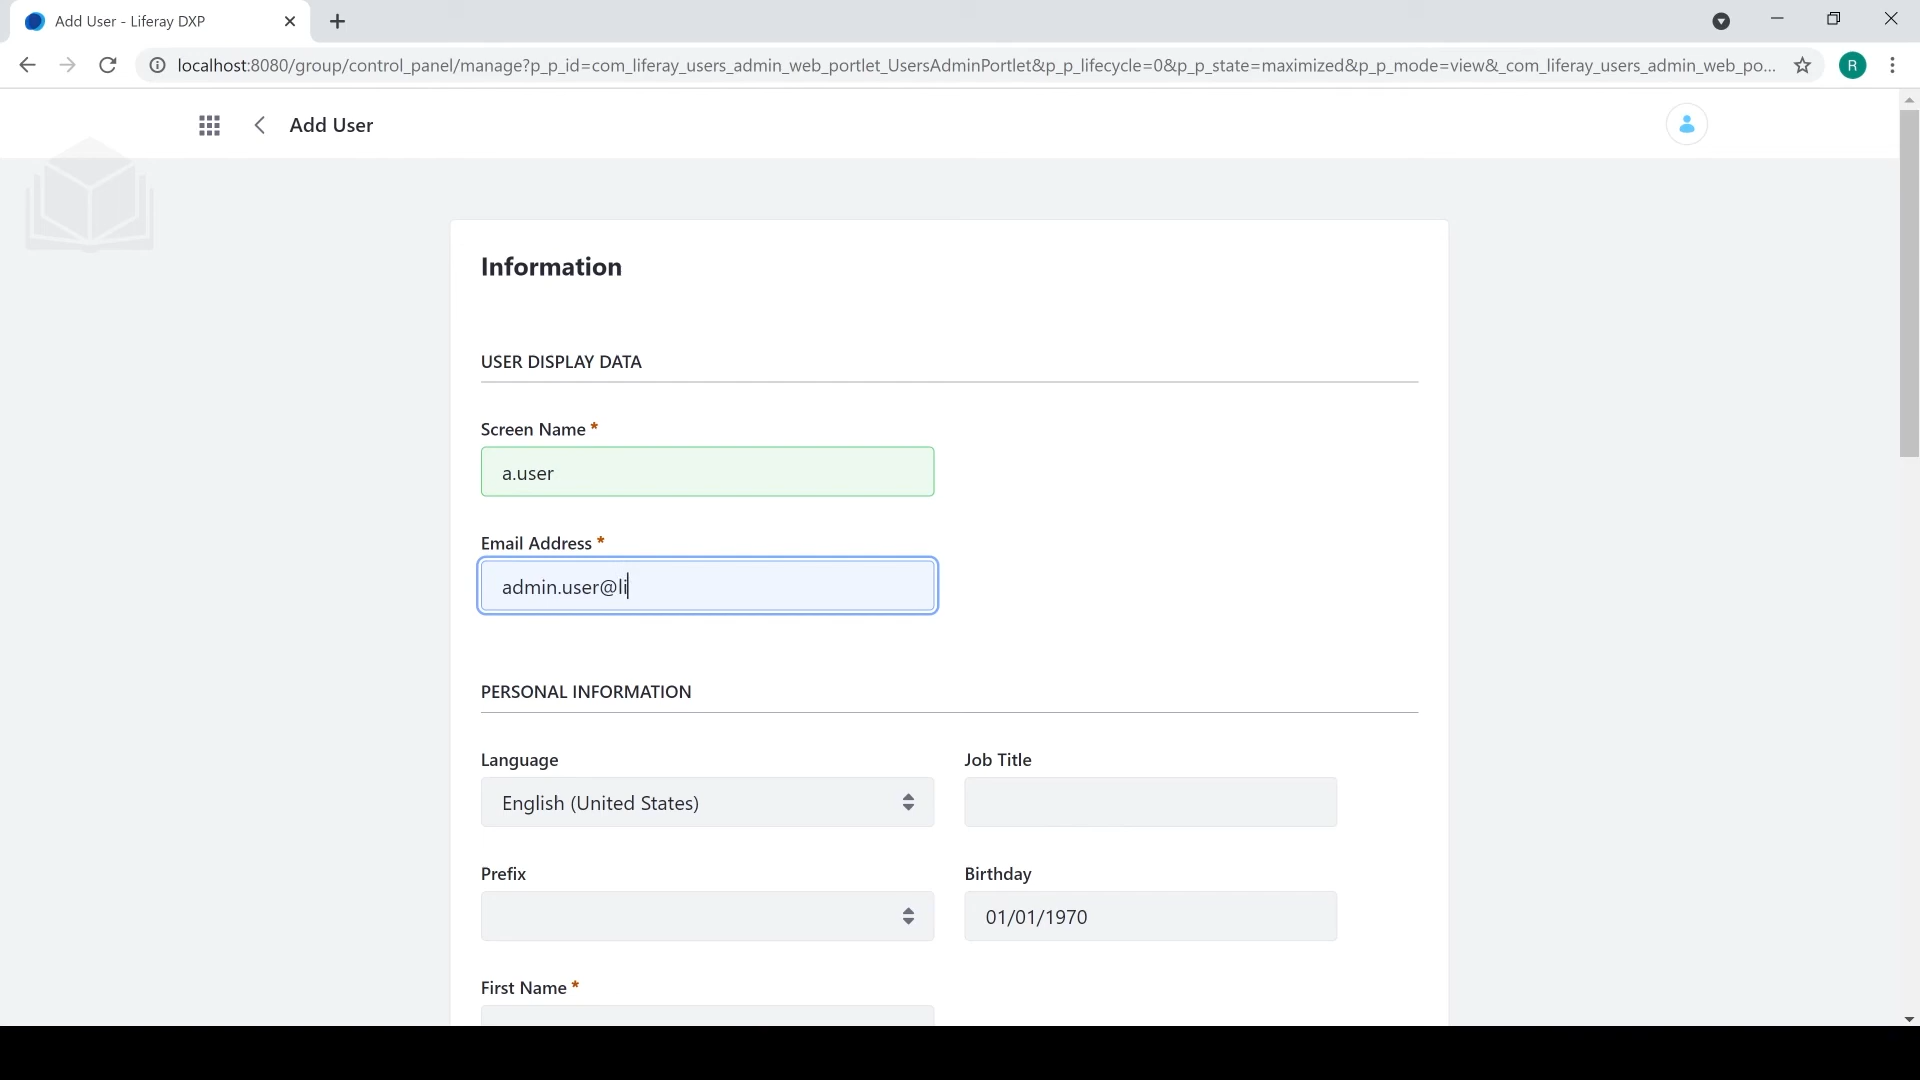 Add User - Liferay DXP
localhost:8080/group/control_panel/manage?p_p_id=com_liferay_users_admin_web_portlet_UsersAdminPortlet&p_p_lifecycle=0&p_p_state=maximized&p_p_mode=view&_com_liferay_users_admin_web_po...
R
Add User
Information
USER DISPLAY DATA
Screen Name *
a.user
Email Address *
admin.user@li
PERSONAL INFORMATION
Language
Job Title
English (United States)
Prefix
Birthday
01/01/1970
First Name *